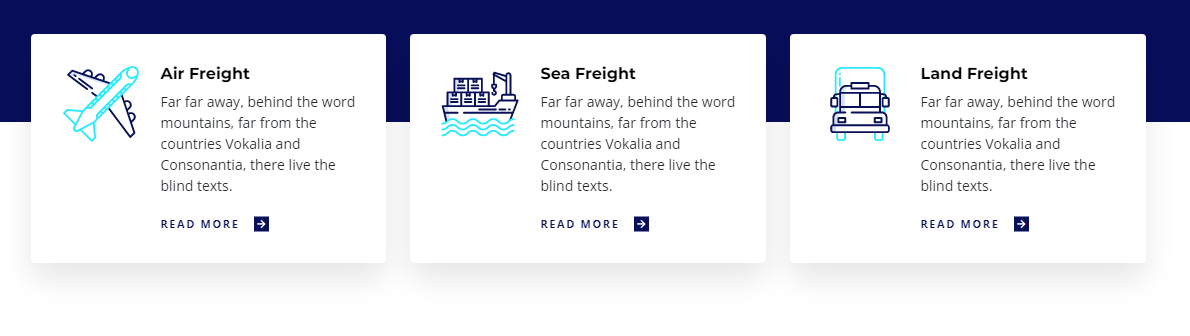 Air Freight
Far far away, behind the word
mountains, far from the
countries Vokalia and
Consonantia, there live the
blind texts.
READ MORE
Sea Freight
Far far away, behind the word
mountains, far from the
countries Vokalia and
Consonantia, there live the
blind texts.
READ MORE
Land Freight
Far far away, behind the word
mountains, far from the
countries Vokalia and
Consonantia, there live the
blind texts.
READ MORE